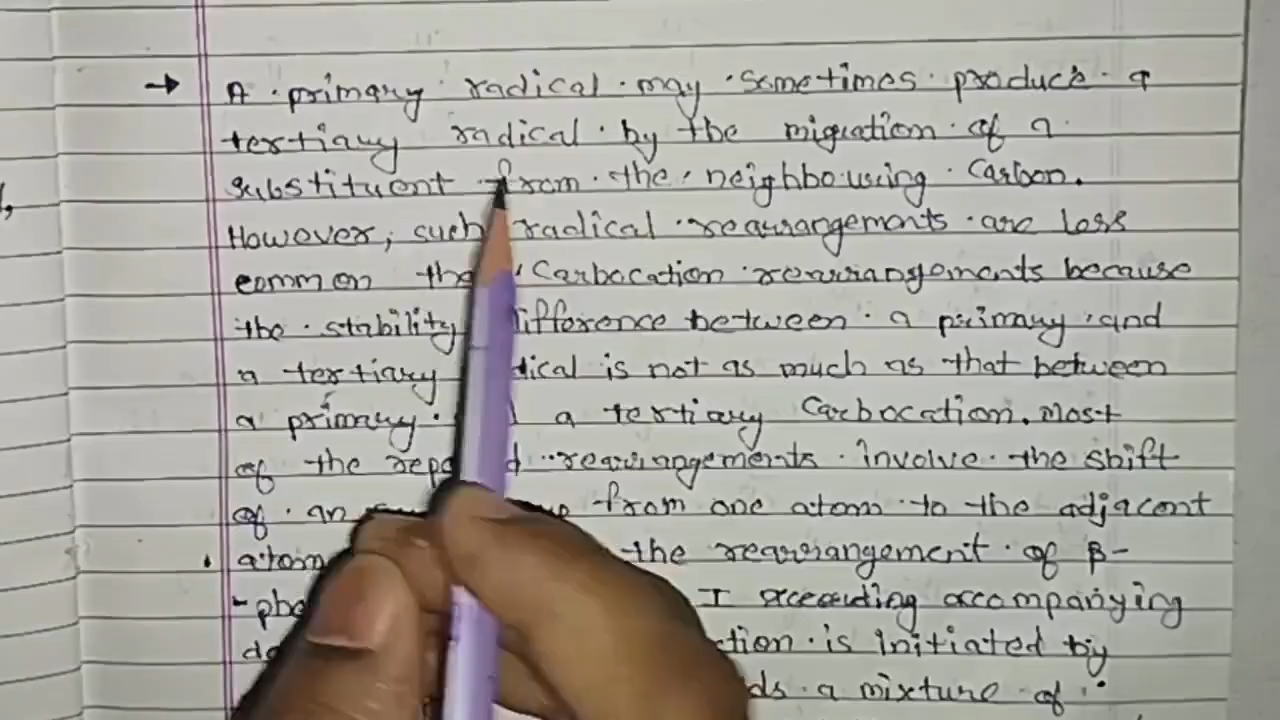 → A primary radical may sometimes produce a
tertiary radical by the migration of a
substituent from the neighbouring carbon.
However, such radical rearrangements are less
common than carbocation rearrangements because
the stability difference between a primary and
a tertiary radical is not as much as that between
a primary a tertiary carbocation. Most
of the rearrangements involve the shift
of an from one atom to the adjacent
atom the rearrangement of β-
I accompanying
is initiated by
a mixture of